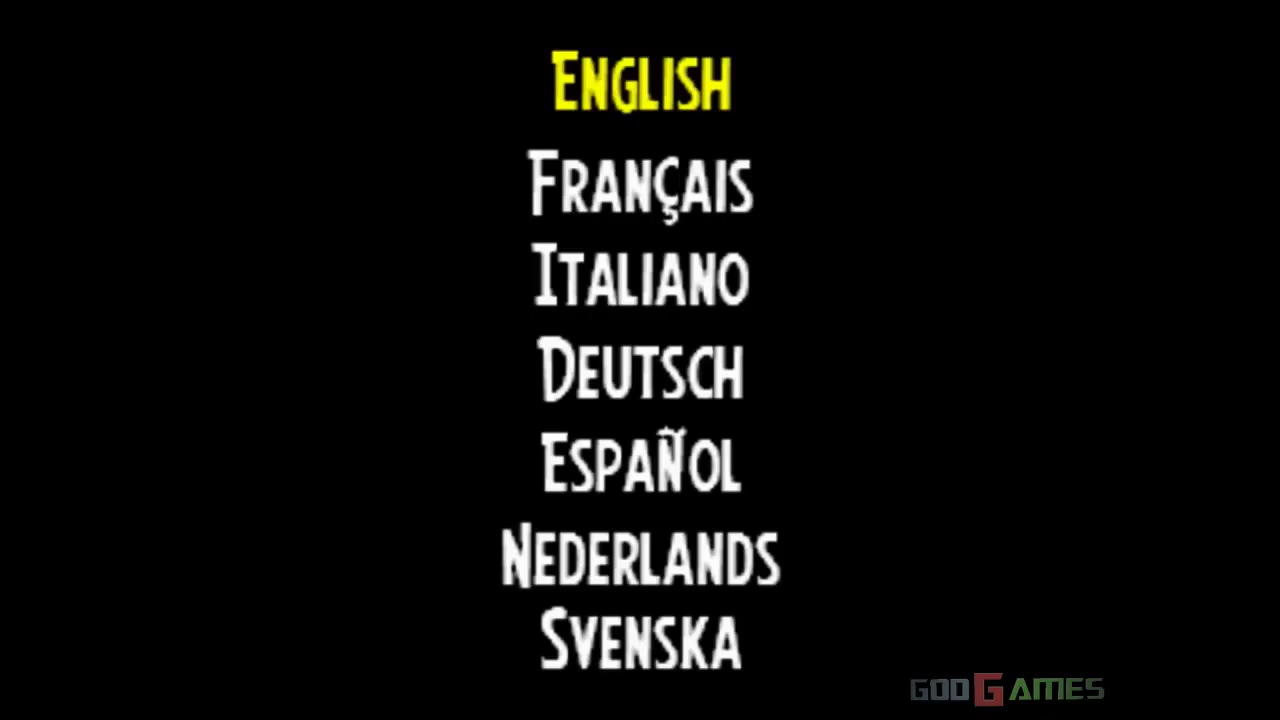 English
Français
Italiano
Deutsch
Español
Nederlands
Svenska
GODGAMES